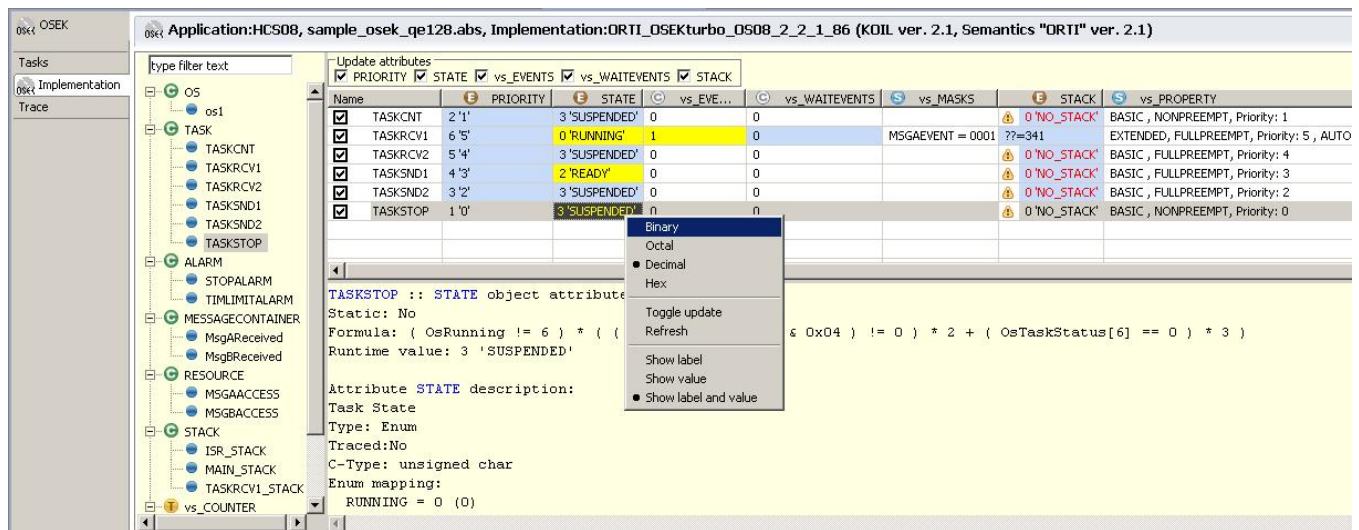 OSEK
Application:HCS08, sample_osek_qe128.abs, Implementation:ORTI_OSEKturbo_OS08_2_2_1_86 (KOIL ver. 2.1, Semantics "ORTI" ver. 2.1)
Tasks
Implementation
Trace
type filter text
OS
os1
TASK
TASKCNT
TASKRCV1
TASKRCV2
TASKSND1
TASKSND2
TASKSTOP
ALARM
STOPALARM
TIMLIMITALARM
MESSAGECONTAINER
MsgAReceived
MsgBReceived
RESOURCE
MSGAACCESS
MSGBACCESS
STACK
ISR_STACK
MAIN_STACK
TASKRCV1_STACK
vs_COUNTER
Update attributes
PRIORITY STATE vs_EVENTS vs_WAITEVENTS STACK
Name PRIORITY STATE vs_EVE... vs_WAITEVENTS vs_MASKS STACK vs_PROPERTY
TASKCNT 2 '1' 3 'SUSPENDED' 0 0 0 'NO_STACK' BASIC , NONPREEMPT, Priority: 1
TASKRCV1 6 '5' 0 'RUNNING' 1 0 MSGAEVENT = 0001 ??=341 EXTENDED, FULLPREEMPT, Priority: 5 , AUTO
TASKRCV2 5 '4' 3 'SUSPENDED' 0 0 0 'NO_STACK' BASIC , FULLPREEMPT, Priority: 4
TASKSND1 4 '3' 2 'READY' 0 0 0 'NO_STACK' BASIC , FULLPREEMPT, Priority: 3
TASKSND2 3 '2' 3 'SUSPENDED' 0 0 0 'NO_STACK' BASIC , FULLPREEMPT, Priority: 2
TASKSTOP 1 '0' 3 'SUSPENDED' 0 0 0 'NO_STACK' BASIC , NONPREEMPT, Priority: 0
Binary
Octal
Decimal
Hex
Toggle update
Refresh
Show label
Show value
Show label and value
TASKSTOP :: STATE object attribute
Static: No
Formula: ( OsRunning != 6 ) * ( ( & 0x04 ) != 0 ) * 2 + ( OsTaskStatus[6] == 0 ) * 3 )
Runtime value: 3 'SUSPENDED'
Attribute STATE description:
Task State
Type: Enum
Traced:No
C-Type: unsigned char
Enum mapping:
RUNNING = 0 (0)